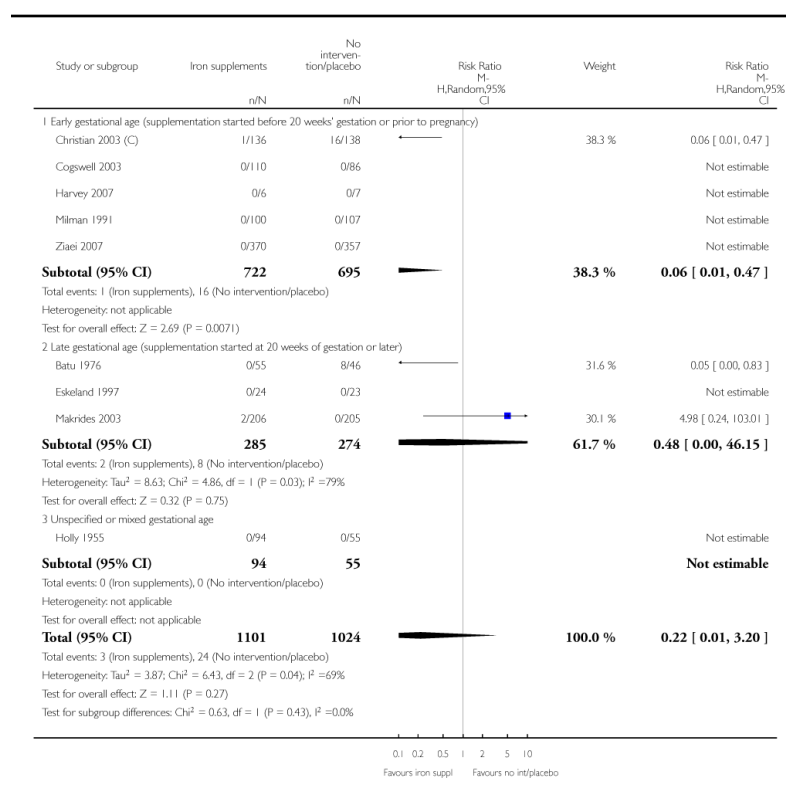 No
interven-
Study or subgroup Iron supplements tion/placebo Risk Ratio Weight Risk Ratio
M- M-
H,Random,95% H,Random,95%
n/N n/N CI CI
1 Early gestational age (supplementation started before 20 weeks' gestation or prior to pregnancy)
Christian 2003 (C) 1/136 16/138 38.3 % 0.06 [ 0.01, 0.47 ]
Cogswell 2003 0/110 0/86 Not estimable
Harvey 2007 0/6 0/7 Not estimable
Milman 1991 0/100 0/107 Not estimable
Ziaei 2007 0/370 0/357 Not estimable
Subtotal (95% CI) 722 695 38.3 % 0.06 [ 0.01, 0.47 ]
Total events: 1 (Iron supplements), 16 (No intervention/placebo)
Heterogeneity: not applicable
Test for overall effect: Z = 2.69 (P = 0.0071)
2 Late gestational age (supplementation started at 20 weeks of gestation or later)
Batu 1976 0/55 8/46 31.6 % 0.05 [ 0.00, 0.83 ]
Eskeland 1997 0/24 0/23 Not estimable
Makrides 2003 2/206 0/205 30.1 % 4.98 [ 0.24, 103.01 ]
Subtotal (95% CI) 285 274 61.7 % 0.48 [ 0.00, 46.15 ]
Total events: 2 (Iron supplements), 8 (No intervention/placebo)
Heterogeneity: Tau² = 8.63; Chi² = 4.86, df = 1 (P = 0.03); I² =79%
Test for overall effect: Z = 0.32 (P = 0.75)
3 Unspecified or mixed gestational age
Holly 1955 0/94 0/55 Not estimable
Subtotal (95% CI) 94 55 Not estimable
Total events: 0 (Iron supplements), 0 (No intervention/placebo)
Heterogeneity: not applicable
Test for overall effect: not applicable
Total (95% CI) 1101 1024 100.0 % 0.22 [ 0.01, 3.20 ]
Total events: 3 (Iron supplements), 24 (No intervention/placebo)
Heterogeneity: Tau² = 3.87; Chi² = 6.43, df = 2 (P = 0.04); I² =69%
Test for overall effect: Z = 1.11 (P = 0.27)
Test for subgroup differences: Chi² = 0.63, df = 1 (P = 0.43), I² =0.0%
0.1 0.2 0.5 1 2 5 10
Favours iron suppl Favours no int/placebo